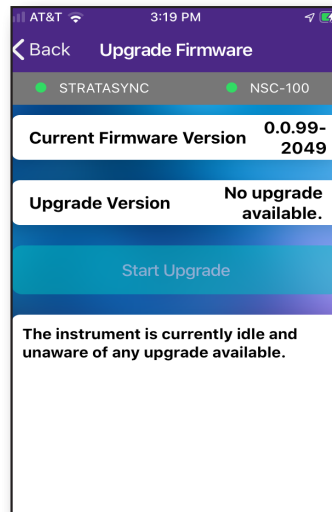 AT&T 3:19 PM
Back Upgrade Firmware
STRATASYNC NSC-100
Current Firmware Version 0.0.99-
2049
Upgrade Version No upgrade
available.
Start Upgrade
The instrument is currently idle and
unaware of any upgrade available.